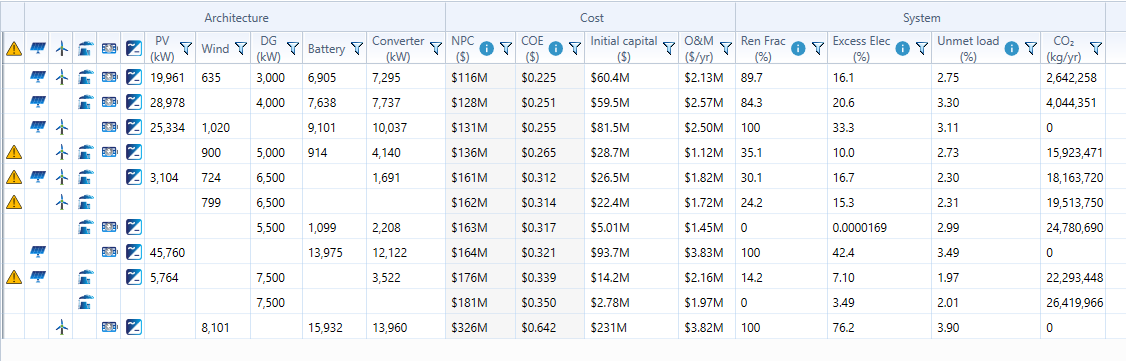 Architecture Cost System
PV (kW) Wind DG (kW) Battery Converter (kW) NPC ($) COE ($) Initial capital ($) O&M ($/yr) Ren Frac (%) Excess Elec (%) Unmet load (%) CO₂ (kg/yr)
19,961 635 3,000 6,905 7,295 $116M $0.225 $60.4M $2.13M 89.7 16.1 2.75 2,642,258
28,978 4,000 7,638 7,737 $128M $0.251 $59.5M $2.57M 84.3 20.6 3.30 4,044,351
25,334 1,020 9,101 10,037 $131M $0.255 $81.5M $2.50M 100 33.3 3.11 0
900 5,000 914 4,140 $136M $0.265 $28.7M $1.12M 35.1 10.0 2.73 15,923,471
3,104 724 6,500 1,691 $161M $0.312 $26.5M $1.82M 30.1 16.7 2.30 18,163,720
799 6,500 $162M $0.314 $22.4M $1.72M 24.2 15.3 2.31 19,513,750
5,500 1,099 2,208 $163M $0.317 $5.01M $1.45M 0 0.0000169 2.99 24,780,690
45,760 13,975 12,122 $164M $0.321 $93.7M $3.83M 100 42.4 3.49 0
5,764 7,500 3,522 $176M $0.339 $14.2M $2.16M 14.2 7.10 1.97 22,293,448
7,500 $181M $0.350 $2.78M $1.97M 0 3.49 2.01 26,419,966
8,101 15,932 13,960 $326M $0.642 $231M $3.82M 100 76.2 3.90 0